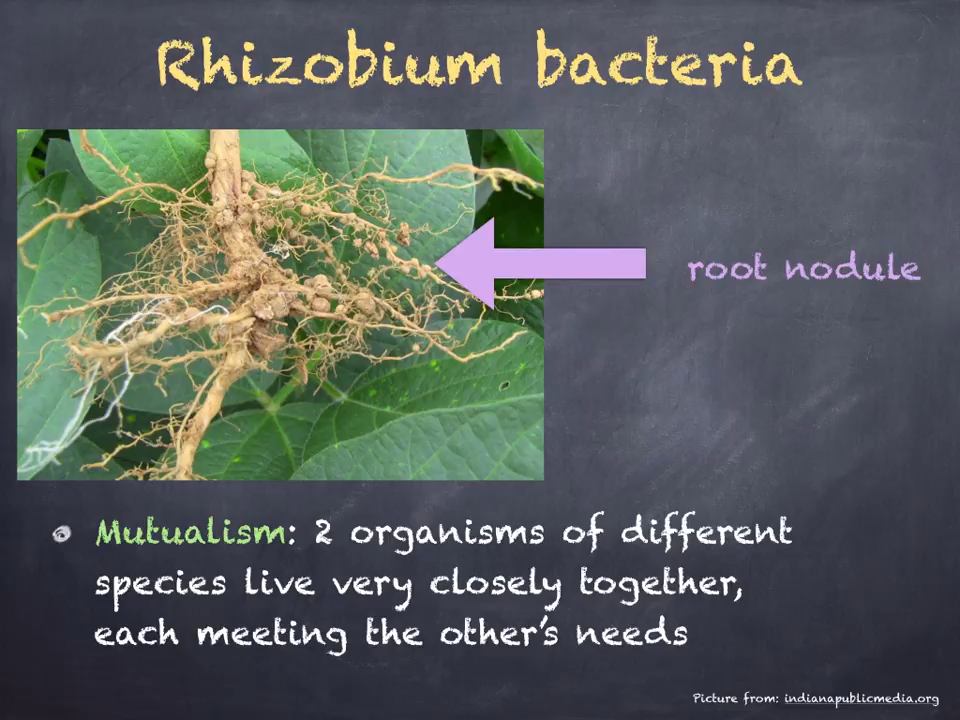 Rhizobium bacteria
root nodule
Mutualism: 2 organisms of different
species live very closely together,
each meeting the other's needs
Picture from: indianapublicmedia.org